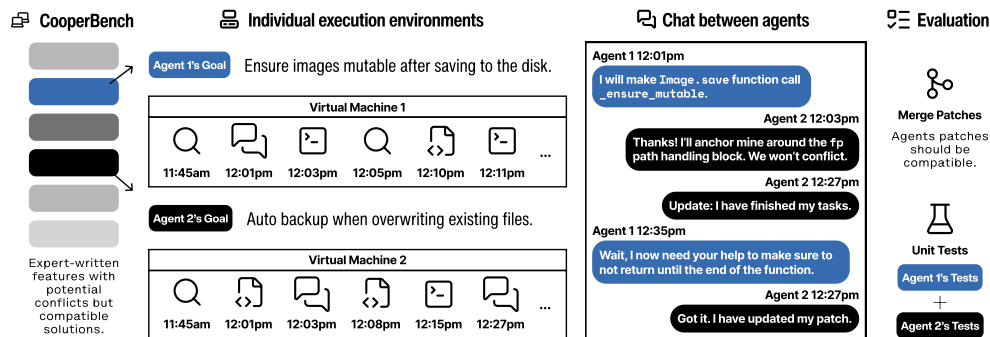 CooperBench
Expert-written
features with
potential
conflicts but
compatible
solutions.
Individual execution environments
Agent 1's Goal
Ensure images mutable after saving to the disk.
Virtual Machine 1
11:45am 12:01pm 12:03pm 12:05pm 12:10pm 12:11pm ...
Agent 2's Goal
Auto backup when overwriting existing files.
Virtual Machine 2
11:45am 12:01pm 12:03pm 12:08pm 12:15pm 12:27pm ...
Chat between agents
Agent 1 12:01pm
I will make Image.save function call
_ensure_mutable.
Agent 2 12:03pm
Thanks! I'll anchor mine around the fp
path handling block. We won't conflict.
Agent 2 12:27pm
Update: I have finished my tasks.
Agent 1 12:35pm
Wait, I now need your help to make sure to
not return until the end of the function.
Agent 2 12:27pm
Got it. I have updated my patch.
Evaluation
Merge Patches
Agents patches
should be
compatible.
Unit Tests
Agent 1's Tests
+
Agent 2's Tests